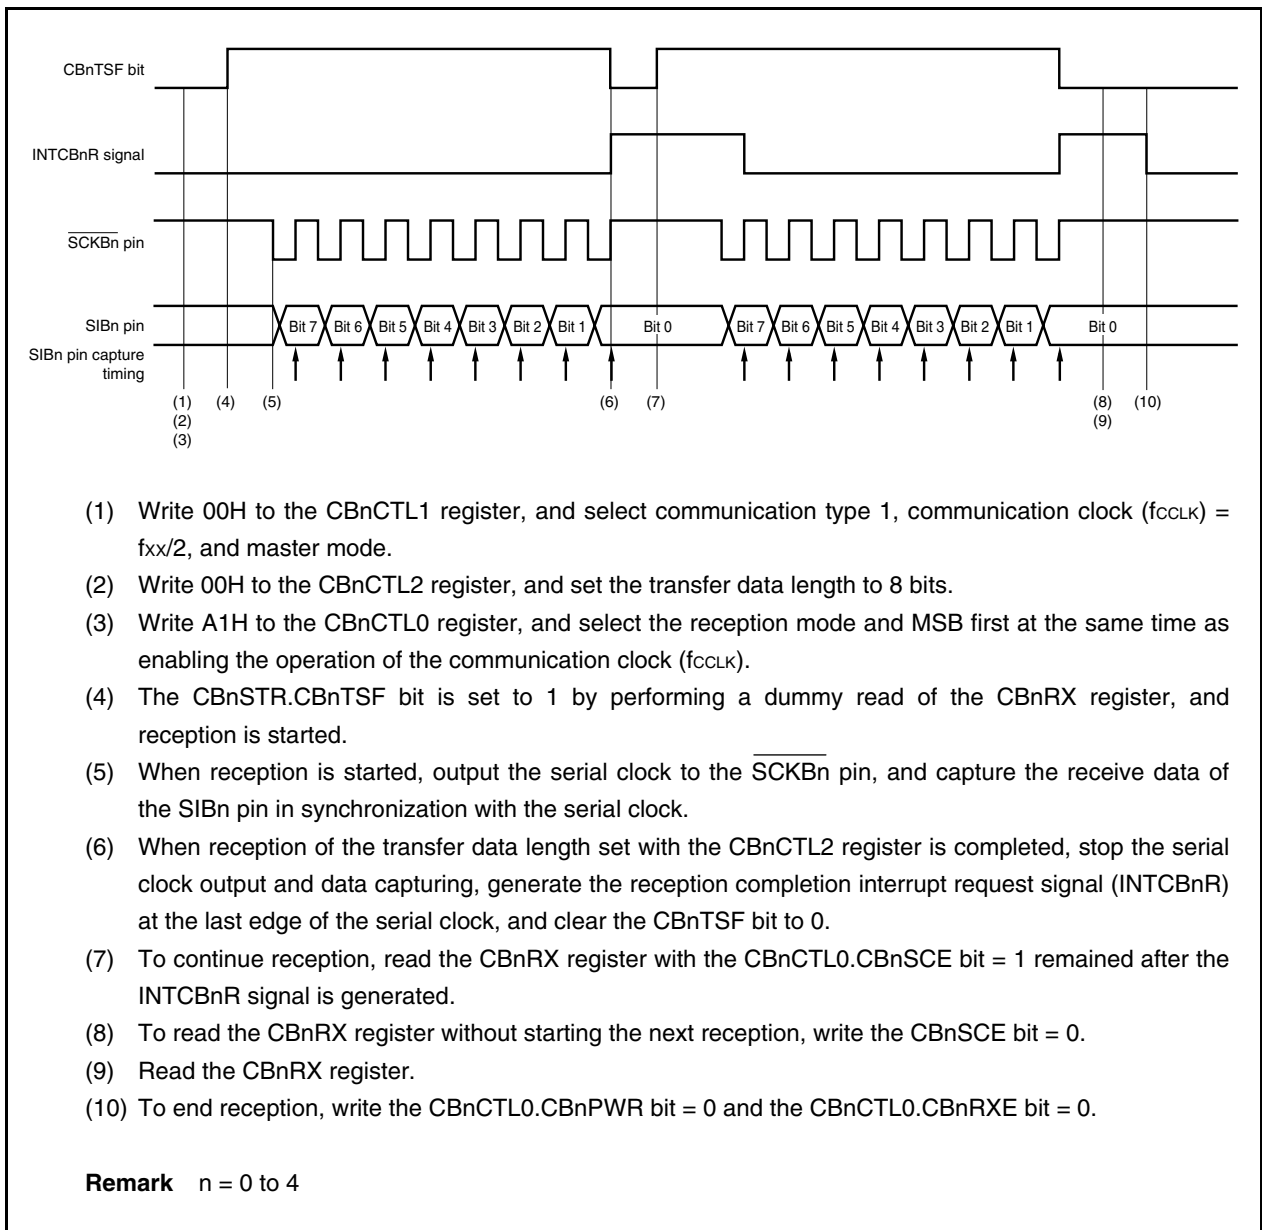 CBnTSF bit
INTCBnR signal
SCKBn pin
SIBn pin
Bit 7 Bit 6 Bit 5 Bit 4 Bit 3 Bit 2 Bit 1 Bit 0 Bit 7 Bit 6 Bit 5 Bit 4 Bit 3 Bit 2 Bit 1 Bit 0
SIBn pin capture
timing
(1) (4) (5) (6) (7) (8) (10)
(2) (9)
(3)
(1) Write 00H to the CBnCTL1 register, and select communication type 1, communication clock (fCCLK) =
fxx/2, and master mode.
(2) Write 00H to the CBnCTL2 register, and set the transfer data length to 8 bits.
(3) Write A1H to the CBnCTL0 register, and select the reception mode and MSB first at the same time as
enabling the operation of the communication clock (fCCLK).
(4) The CBnSTR.CBnTSF bit is set to 1 by performing a dummy read of the CBnRX register, and
reception is started.
(5) When reception is started, output the serial clock to the SCKBn pin, and capture the receive data of
the SIBn pin in synchronization with the serial clock.
(6) When reception of the transfer data length set with the CBnCTL2 register is completed, stop the serial
clock output and data capturing, generate the reception completion interrupt request signal (INTCBnR)
at the last edge of the serial clock, and clear the CBnTSF bit to 0.
(7) To continue reception, read the CBnRX register with the CBnCTL0.CBnSCE bit = 1 remained after the
INTCBnR signal is generated.
(8) To read the CBnRX register without starting the next reception, write the CBnSCE bit = 0.
(9) Read the CBnRX register.
(10) To end reception, write the CBnCTL0.CBnPWR bit = 0 and the CBnCTL0.CBnRXE bit = 0.
Remark n = 0 to 4